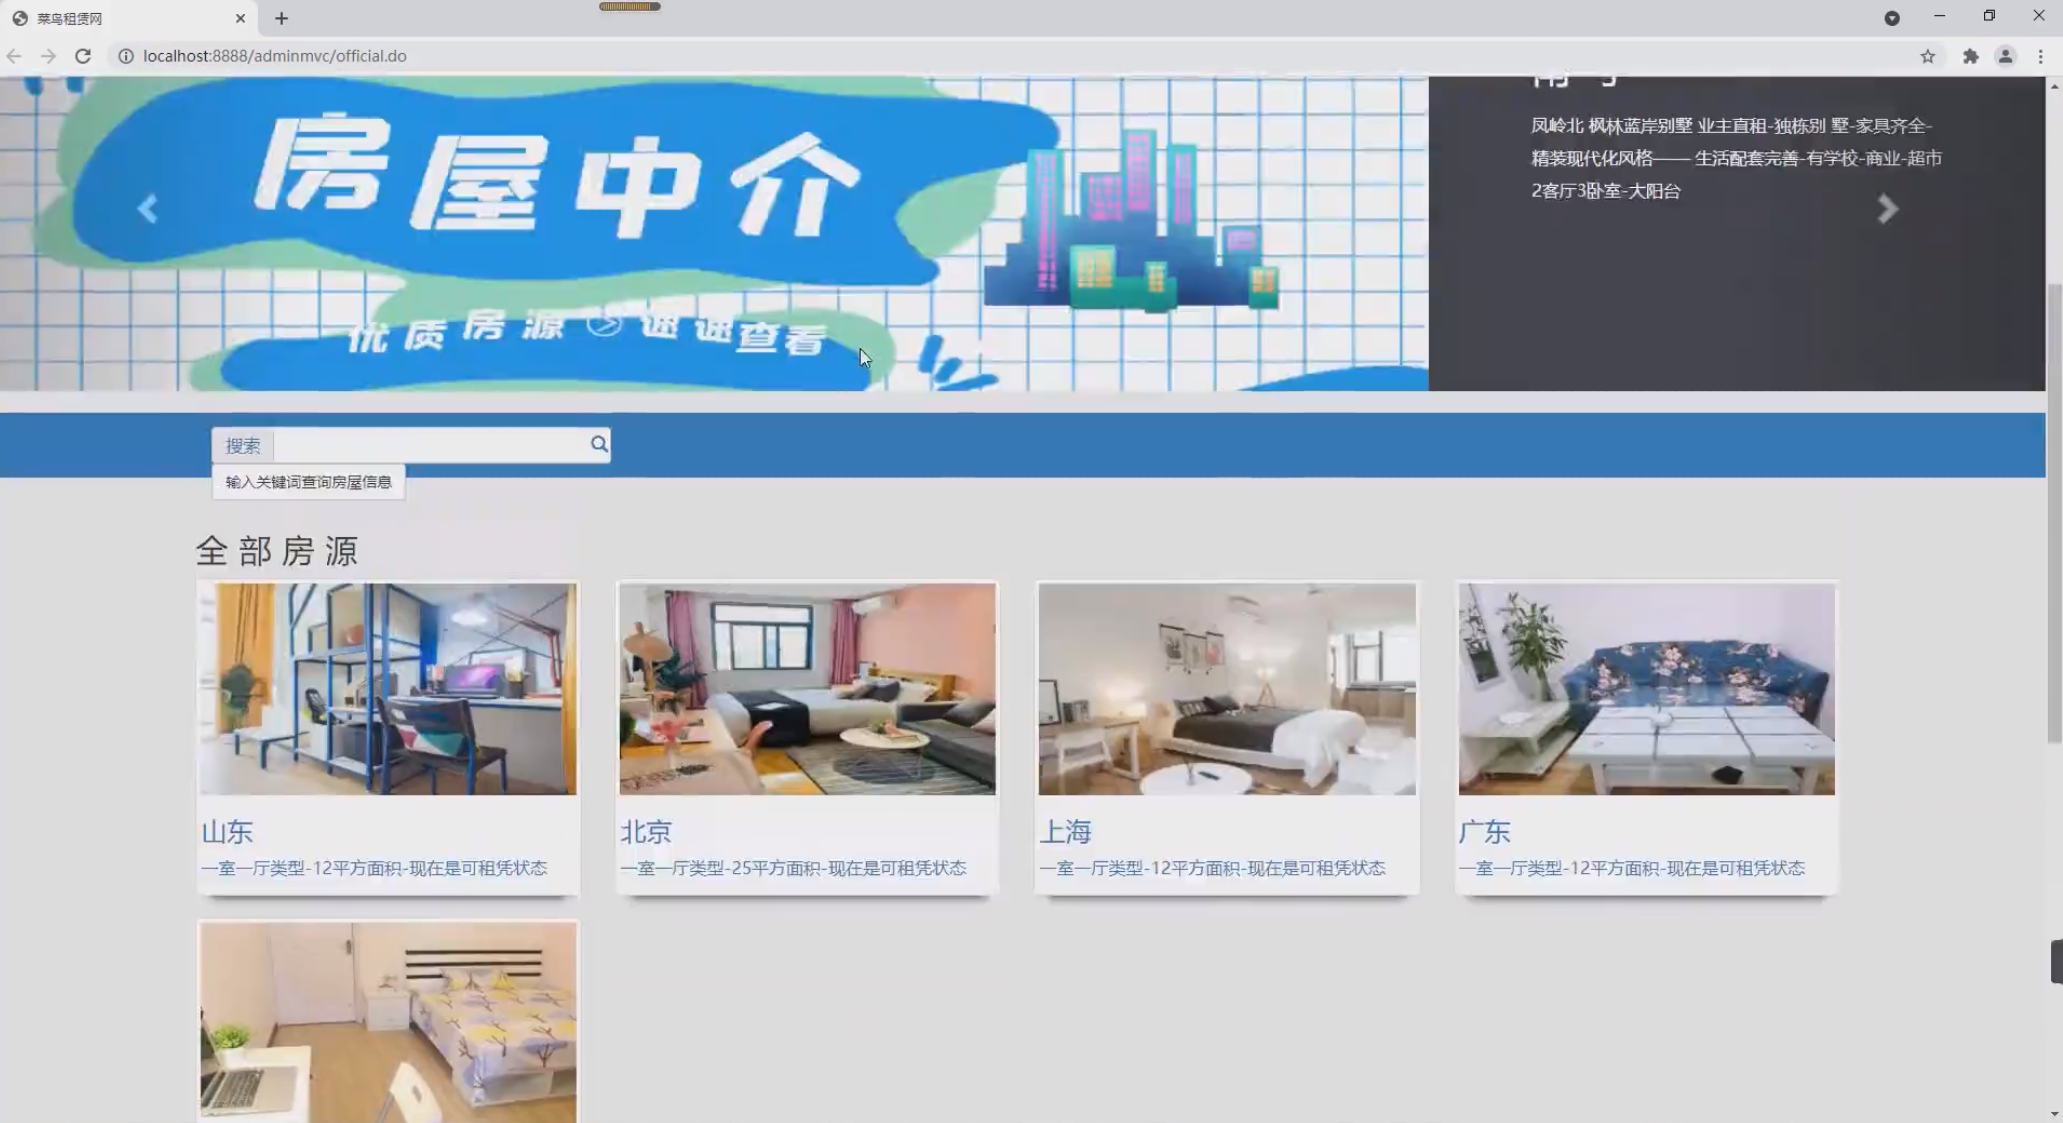 菜鸟租赁网
localhost:8888/adminmvc/official.do
房屋中介
优质房源 速速查看
凤岭北 枫林蓝岸别墅 业主直租-独栋别 墅-家具齐全-
精装现代化风格—— 生活配套完善-有学校-商业-超市
2客厅3卧室-大阳台
搜索
输入关键词查询房屋信息
全部房源
山东
一室一厅类型-12平方面积-现在是可租凭状态
北京
一室一厅类型-25平方面积-现在是可租凭状态
上海
一室一厅类型-12平方面积-现在是可租凭状态
广东
一室一厅类型-12平方面积-现在是可租凭状态